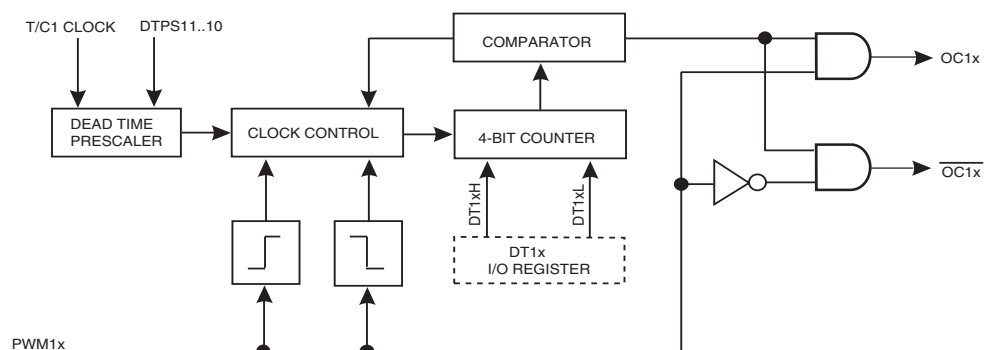 T/C1 CLOCK
DTPS11..10
COMPARATOR
OC1x
DEAD TIME
PRESCALER
CLOCK CONTROL
4-BIT COUNTER
OC1x
DT1xH
DT1xL
DT1x
I/O REGISTER
PWM1x